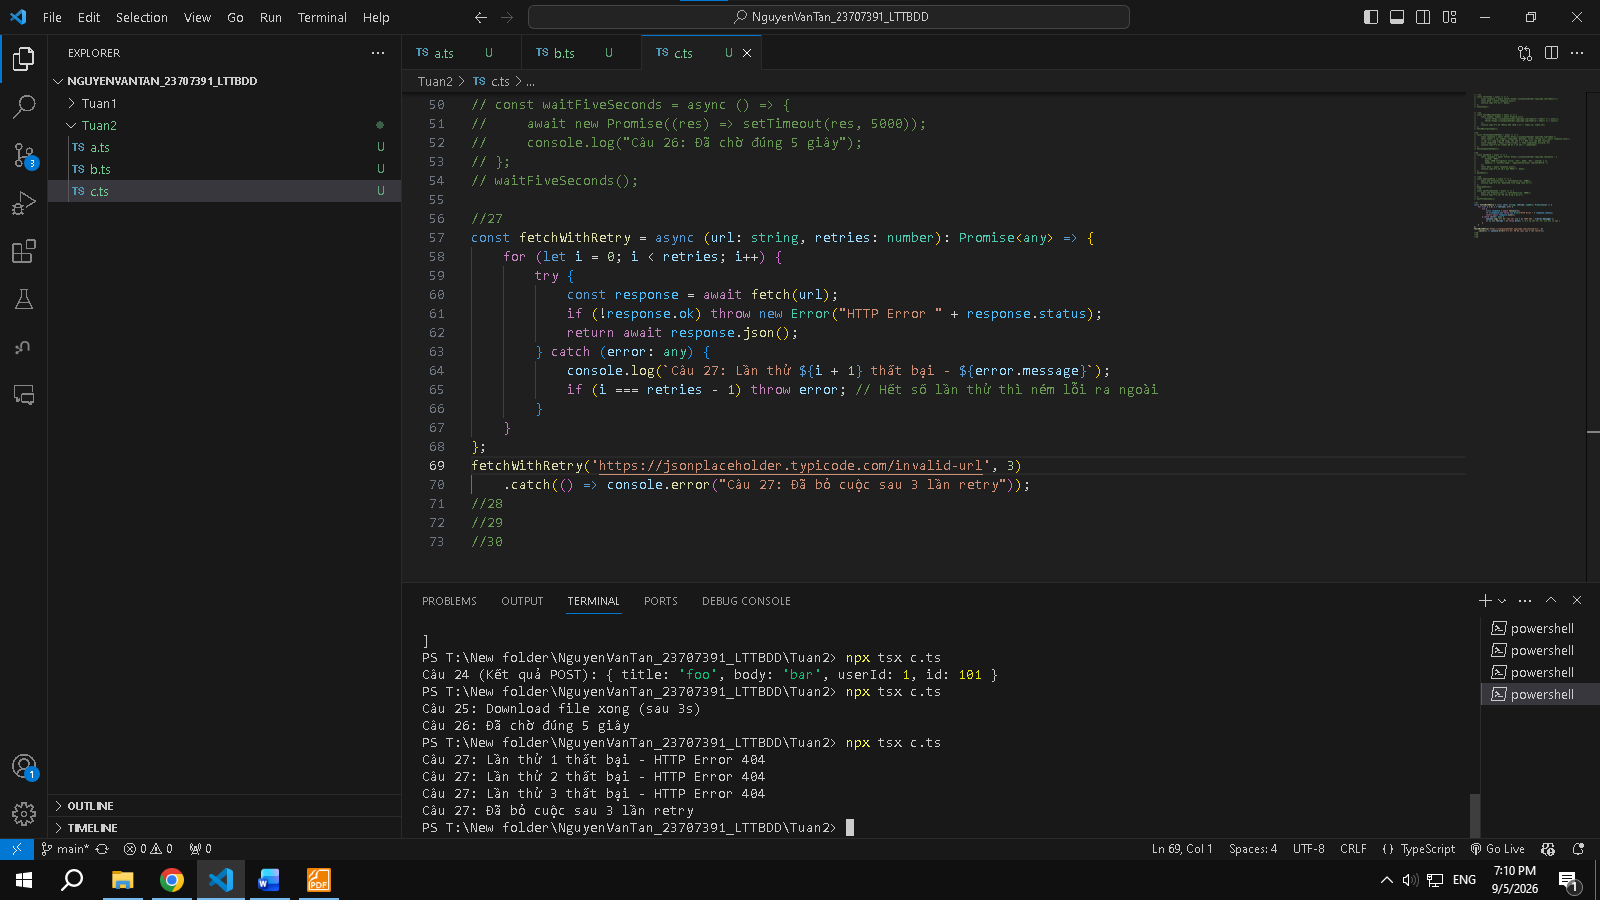 File Edit Selection View Go Run Terminal Help
NguyenVanTan_23707391_LTTBDD
EXPLORER
NGUYENVANTAN_23707391_LTTBDD
Tuan1
Tuan2
TS a.ts U
TS b.ts U
TS c.ts U
3
1
OUTLINE
TIMELINE
TS a.ts U
TS b.ts U
TS c.ts U
Tuan2 > TS c.ts > ...
50 // const waitFiveSeconds = async () => {
51 //     await new Promise((res) => setTimeout(res, 5000));
52 //     console.log("Câu 26: Đã chờ đúng 5 giây");
53 // };
54 // waitFiveSeconds();
55
56 //27
57 const fetchWithRetry = async (url: string, retries: number): Promise<any> => {
58     for (let i = 0; i < retries; i++) {
59         try {
60             const response = await fetch(url);
61             if (!response.ok) throw new Error("HTTP Error " + response.status);
62             return await response.json();
63         } catch (error: any) {
64             console.log(`Câu 27: Lần thử ${i + 1} thất bại - ${error.message}`);
65             if (i === retries - 1) throw error; // Hết số lần thử thì ném lỗi ra ngoài
66         }
67     }
68 };
69 fetchWithRetry('https://jsonplaceholder.typicode.com/invalid-url', 3)
70     .catch(() => console.error("Câu 27: Đã bỏ cuộc sau 3 lần retry"));
71 //28
72 //29
73 //30
PROBLEMS OUTPUT TERMINAL PORTS DEBUG CONSOLE
]
PS T:\New folder\NguyenVanTan_23707391_LTTBDD\Tuan2> npx tsx c.ts
Câu 24 (Kết quả POST): { title: 'foo', body: 'bar', userId: 1, id: 101 }
PS T:\New folder\NguyenVanTan_23707391_LTTBDD\Tuan2> npx tsx c.ts
Câu 25: Download file xong (sau 3s)
Câu 26: Đã chờ đúng 5 giây
PS T:\New folder\NguyenVanTan_23707391_LTTBDD\Tuan2> npx tsx c.ts
Câu 27: Lần thử 1 thất bại - HTTP Error 404
Câu 27: Lần thử 2 thất bại - HTTP Error 404
Câu 27: Lần thử 3 thất bại - HTTP Error 404
Câu 27: Đã bỏ cuộc sau 3 lần retry
PS T:\New folder\NguyenVanTan_23707391_LTTBDD\Tuan2>
powershell
powershell
powershell
powershell
main* 0 0 0 Ln 69, Col 1 Spaces: 4 UTF-8 CRLF {} TypeScript Go Live
ENG
7:10 PM
9/5/2026
1